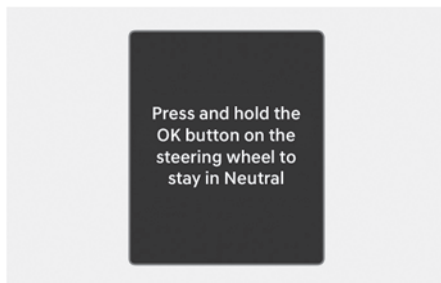 Press and hold the
OK button on the
steering wheel to
stay in Neutral